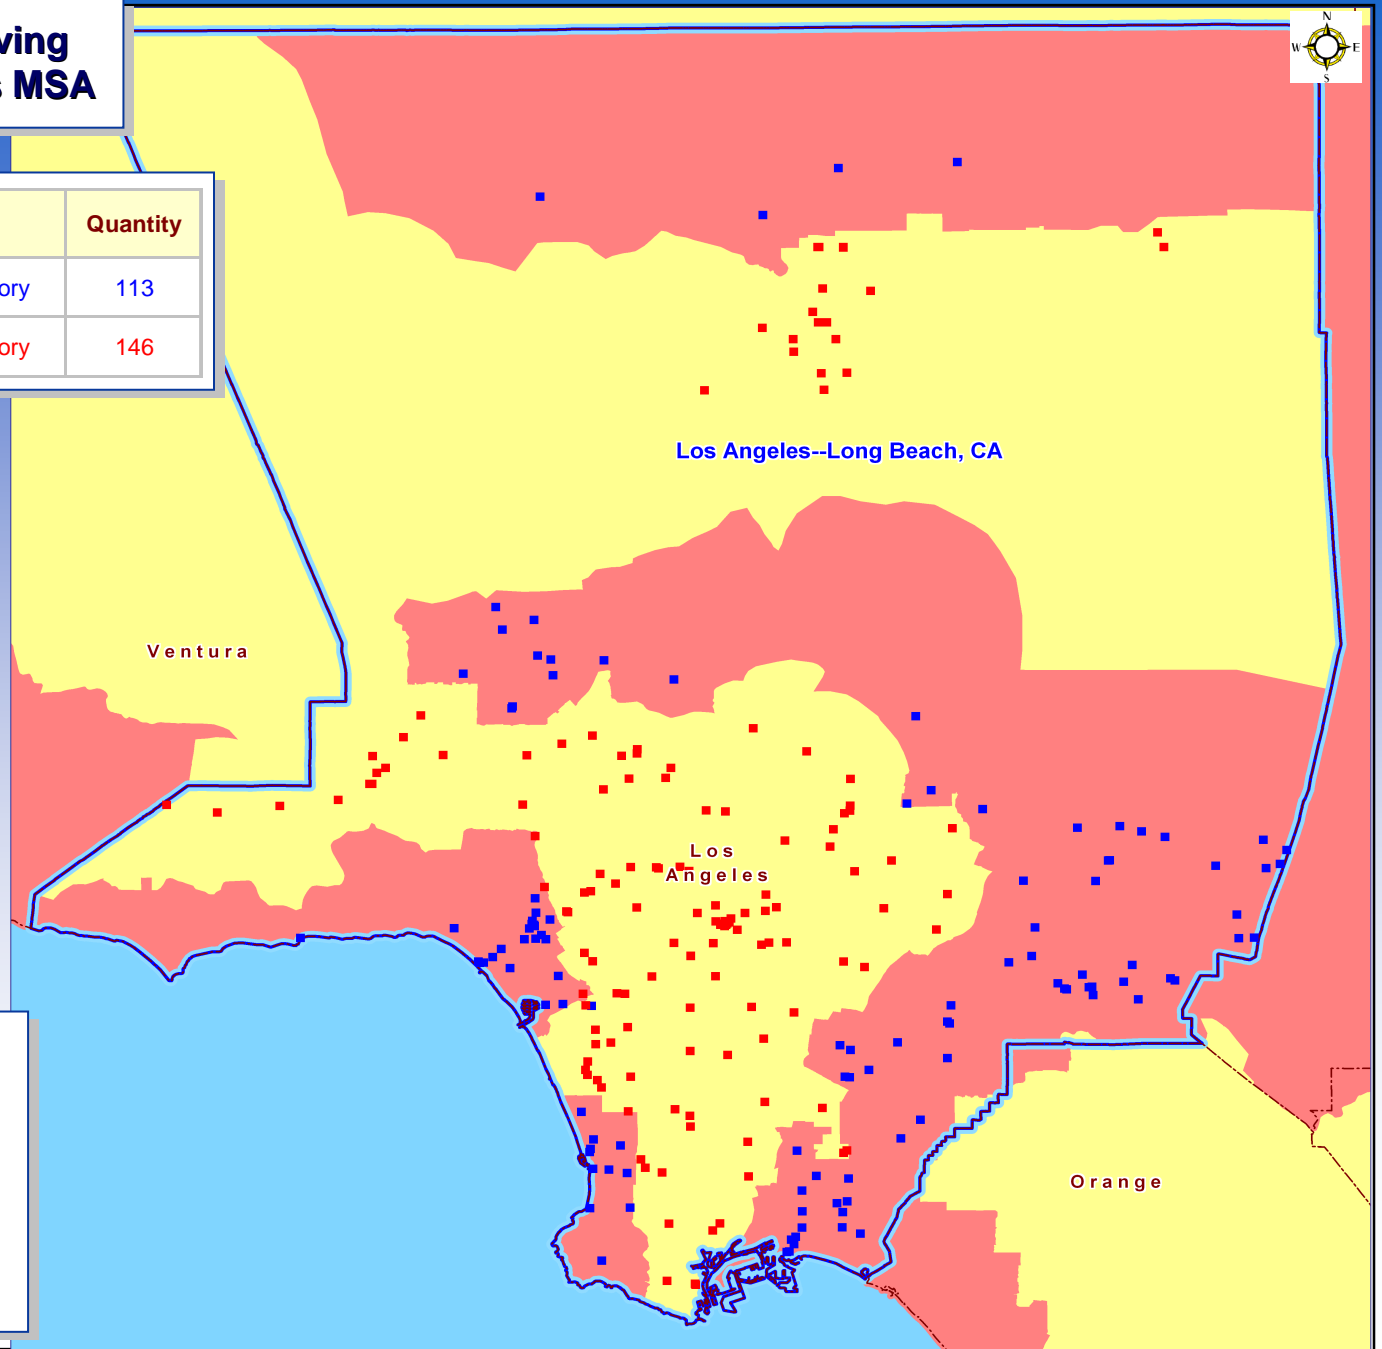 ving
s MSA
N
W E
S
Quantity
ory 113
ory 146
Los Angeles--Long Beach, CA
Ventura
Los
Angeles
Orange